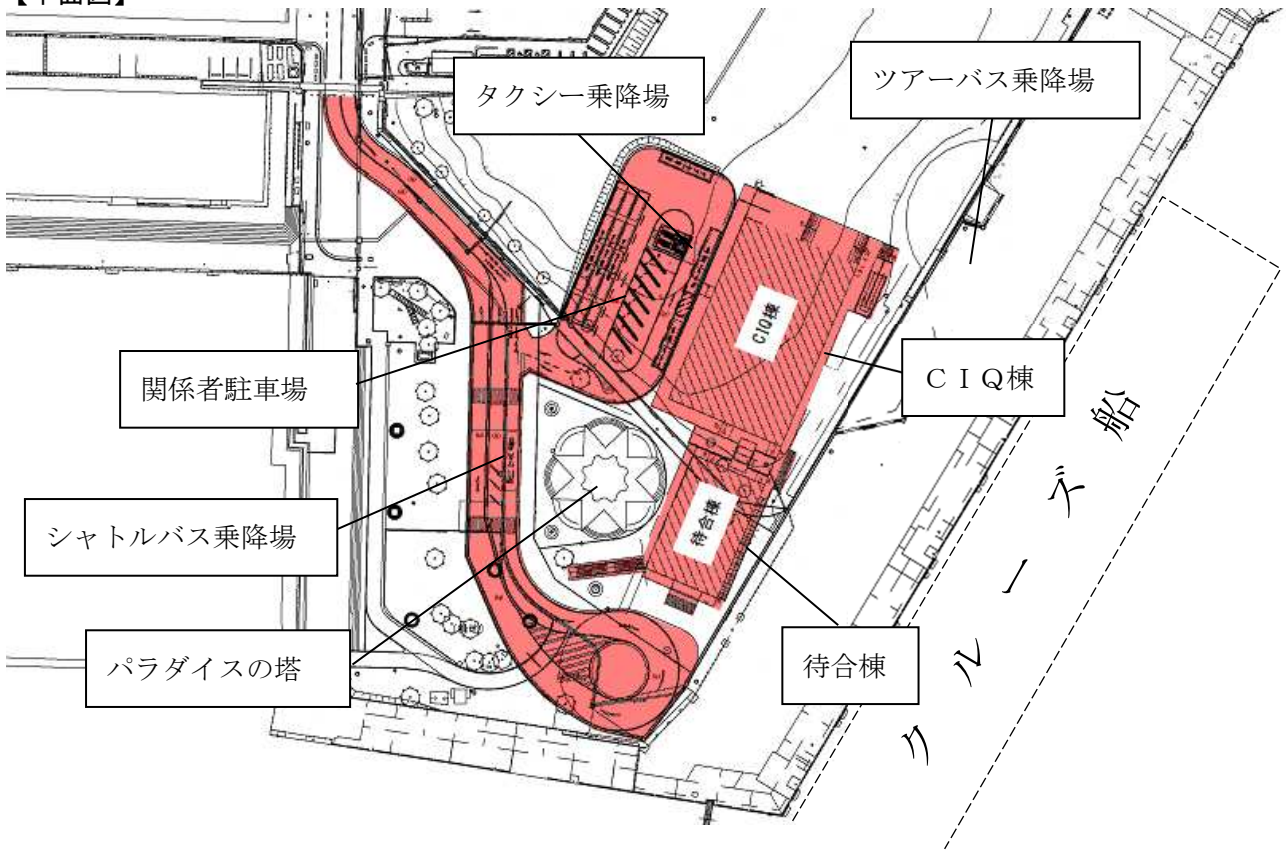 【平面図】
タクシー乗降場
ツアーバス乗降場
CIQ棟
ＣＩＱ棟
関係者駐車場
クルーズ船
シャトルバス乗降場
待合棟
パラダイスの塔
待合棟